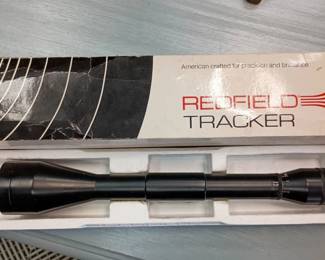 American crafted for precision and brilliance
REDFIELD
TRACKER